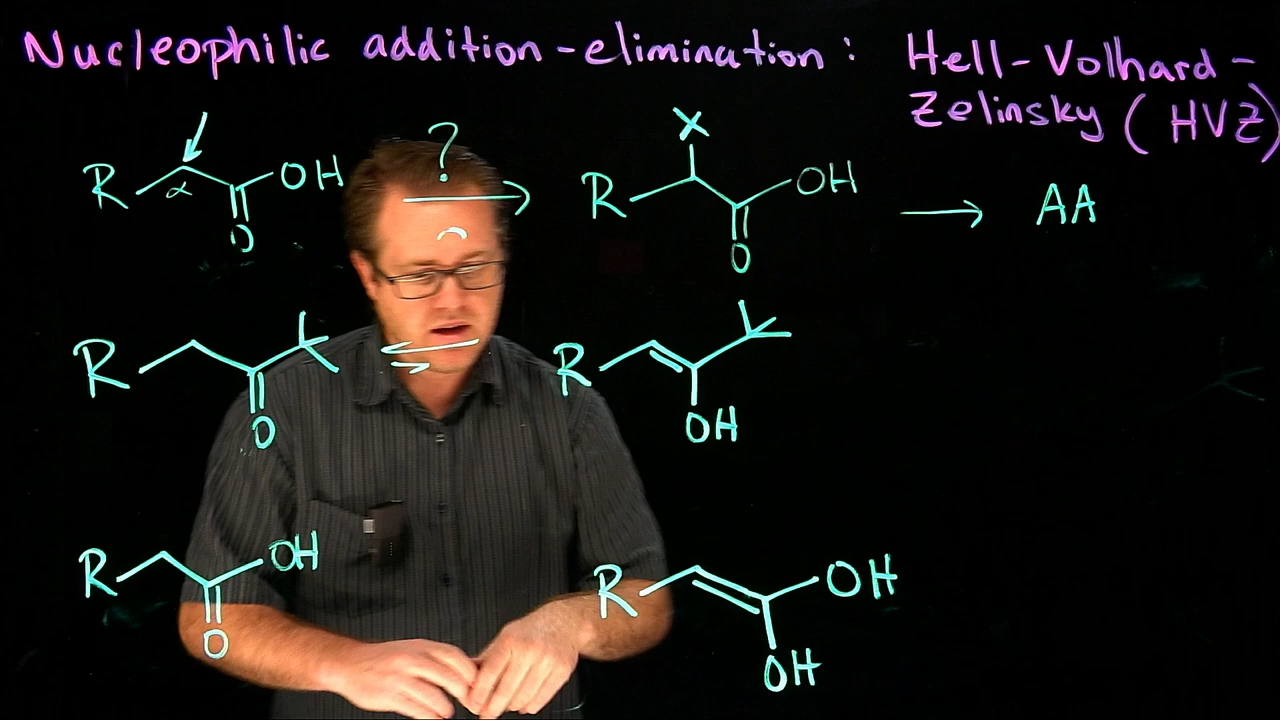 Nucleophilic addition-elimination: Hell-Volhard-
Zelinsky (HVZ)
R α OH O ? R X OH O AA
R O R OH
R OH O R OH OH